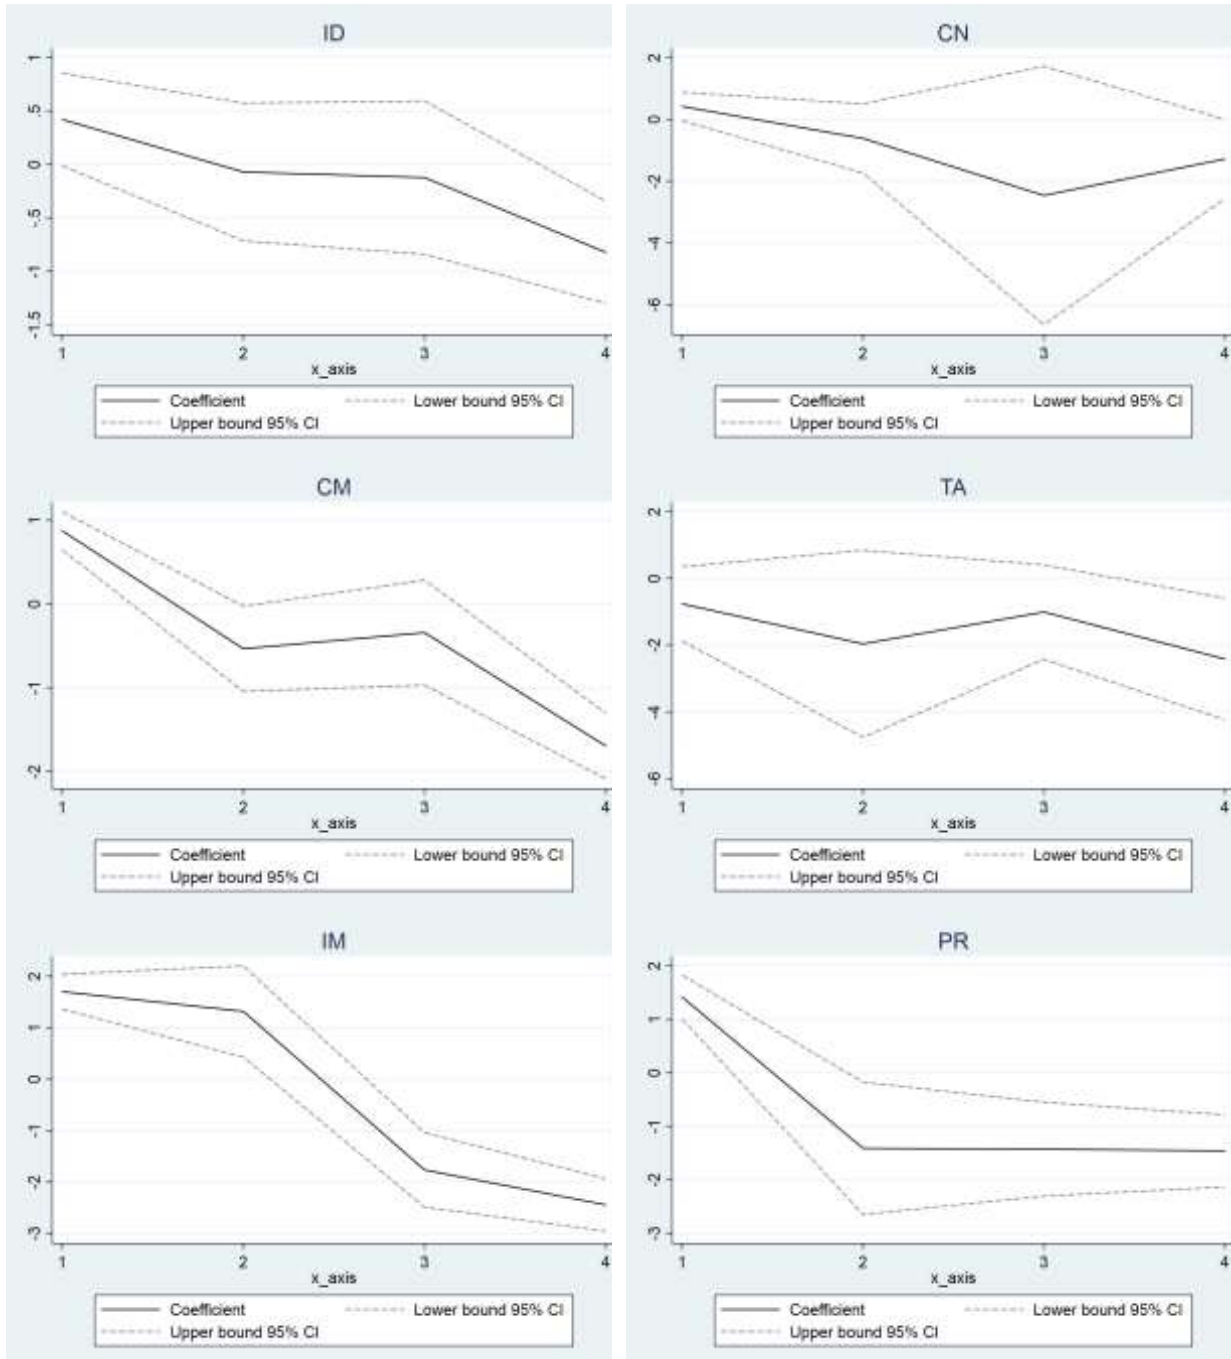 ID
1
.5
0
-.5
-1
-1.5
1 2 3 4
x_axis
Coefficient Lower bound 95% CI
Upper bound 95% CI
CN
2
0
-2
-4
-6
1 2 3 4
x_axis
Coefficient Lower bound 95% CI
Upper bound 95% CI
CM
1
0
-1
-2
1 2 3 4
x_axis
Coefficient Lower bound 95% CI
Upper bound 95% CI
TA
2
0
-2
-4
-6
1 2 3 4
x_axis
Coefficient Lower bound 95% CI
Upper bound 95% CI
IM
2
1
0
-1
-2
-3
1 2 3 4
x_axis
Coefficient Lower bound 95% CI
Upper bound 95% CI
PR
2
1
0
-1
-2
-3
1 2 3 4
x_axis
Coefficient Lower bound 95% CI
Upper bound 95% CI